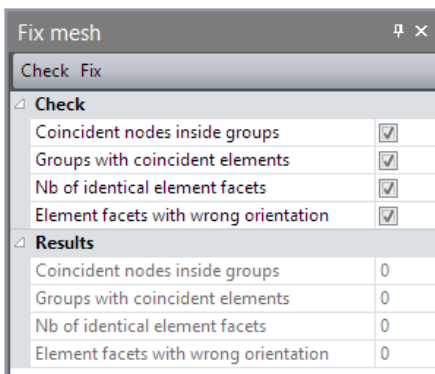 Fix mesh
Check Fix
Check
Coincident nodes inside groups
Groups with coincident elements
Nb of identical element facets
Element facets with wrong orientation
Results
Coincident nodes inside groups 0
Groups with coincident elements 0
Nb of identical element facets 0
Element facets with wrong orientation 0